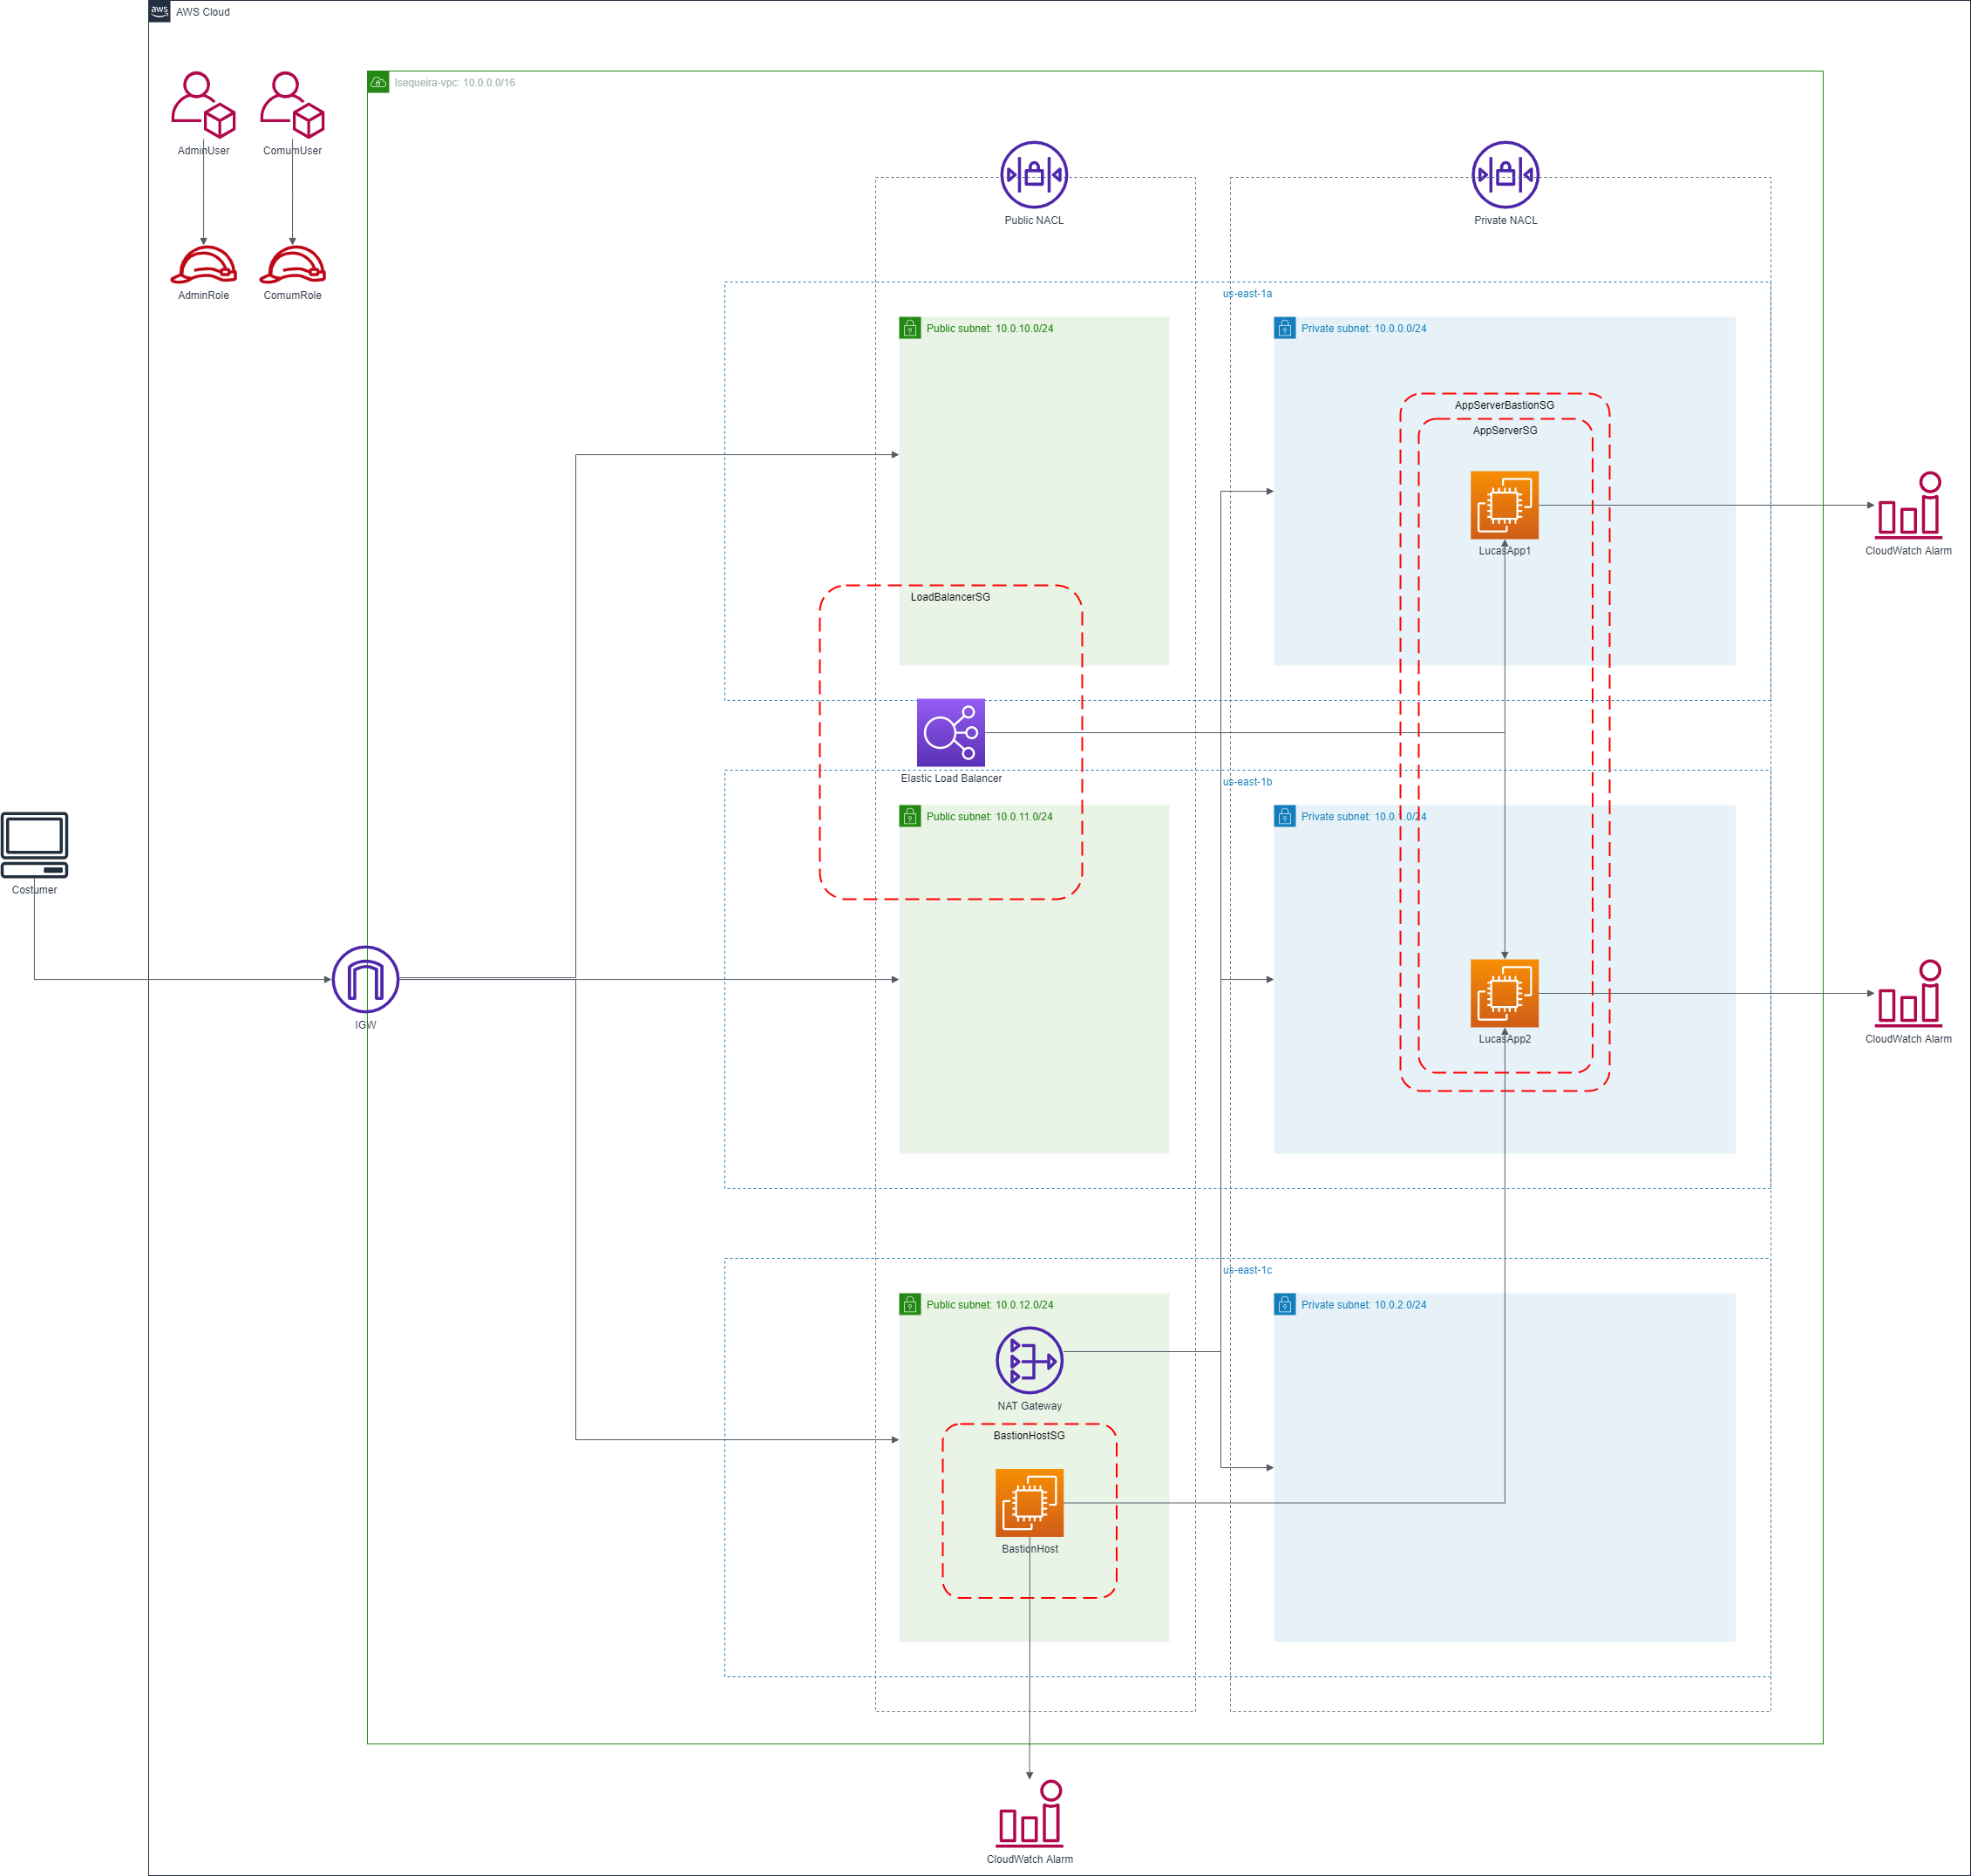 aws
AWS Cloud
lsequeira-vpc: 10.0.0.0/16
AdminUser
ComumUser
Public NACL
Private NACL
AdminRole
ComumRole
us-east-1a
Public subnet: 10.0.10.0/24
Private subnet: 10.0.0.0/24
AppServerBastionSG
AppServerSG
LucasApp1
CloudWatch Alarm
LoadBalancerSG
Elastic Load Balancer
us-east-1b
Public subnet: 10.0.11.0/24
Private subnet: 10.0.1.0/24
Costumer
IGW
LucasApp2
CloudWatch Alarm
us-east-1c
Public subnet: 10.0.12.0/24
Private subnet: 10.0.2.0/24
NAT Gateway
BastionHostSG
BastionHost
CloudWatch Alarm